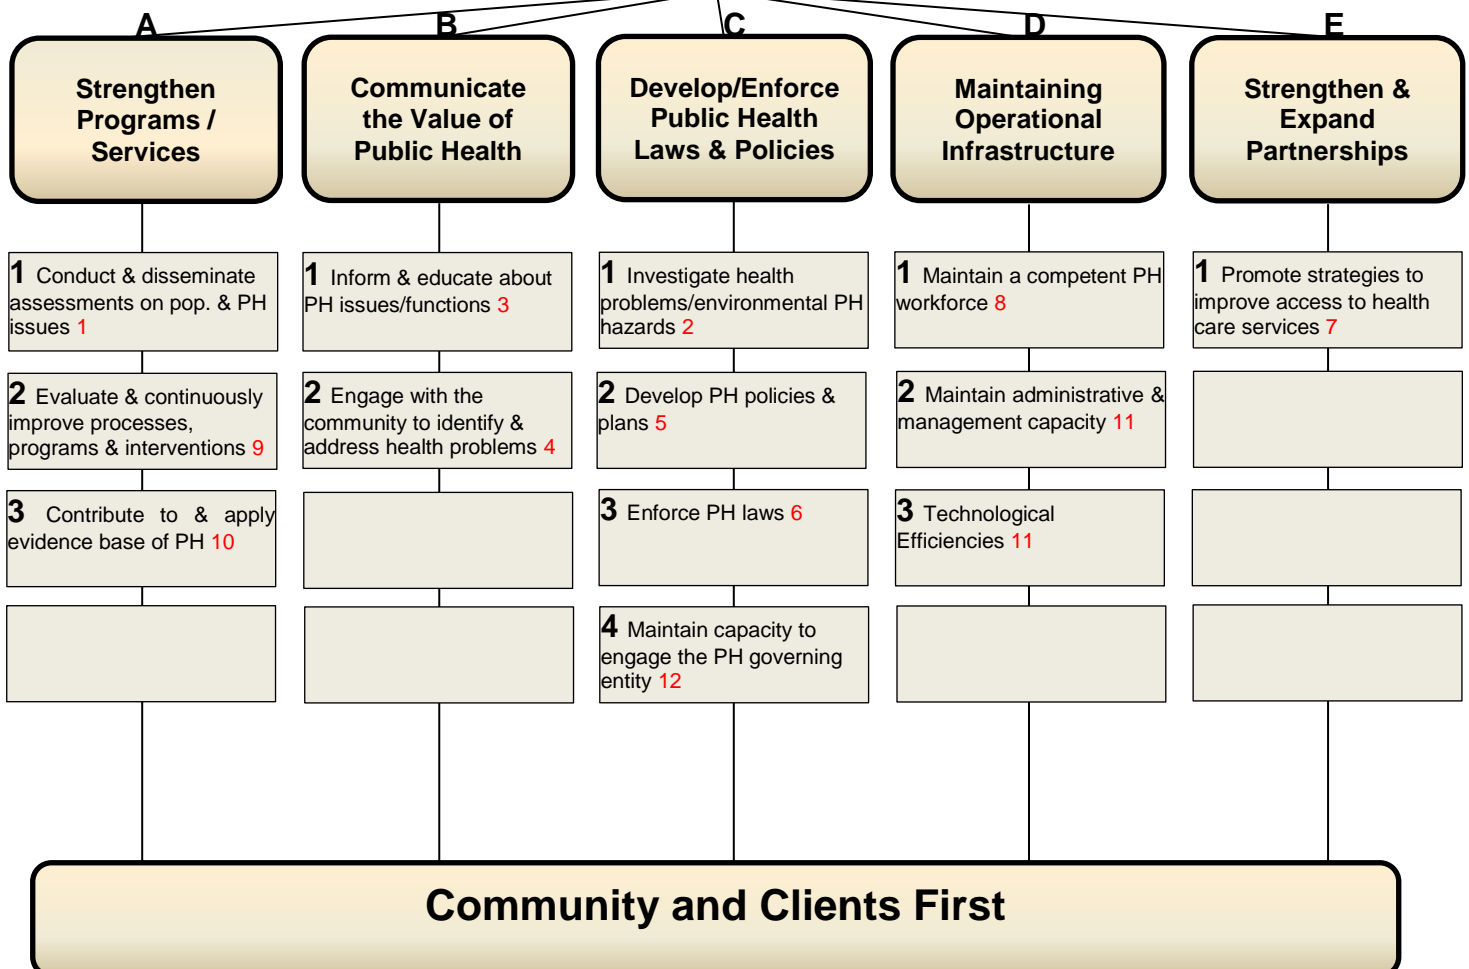 A
B
C
D
E
Strengthen
Programs /
Services
Communicate
the Value of
Public Health
Develop/Enforce
Public Health
Laws & Policies
Maintaining
Operational
Infrastructure
Strengthen &
Expand
Partnerships
1 Conduct & disseminate
assessments on pop. & PH
issues 1
1 Inform & educate about
PH issues/functions 3
1 Investigate health
problems/environmental PH
hazards 2
1 Maintain a competent PH
workforce 8
1 Promote strategies to
improve access to health
care services 7
2 Evaluate & continuously
improve processes,
programs & interventions 9
2 Engage with the
community to identify &
address health problems 4
2 Develop PH policies &
plans 5
2 Maintain administrative &
management capacity 11
3 Contribute to & apply
evidence base of PH 10
3 Enforce PH laws 6
3 Technological
Efficiencies 11
4 Maintain capacity to
engage the PH governing
entity 12
Community and Clients First